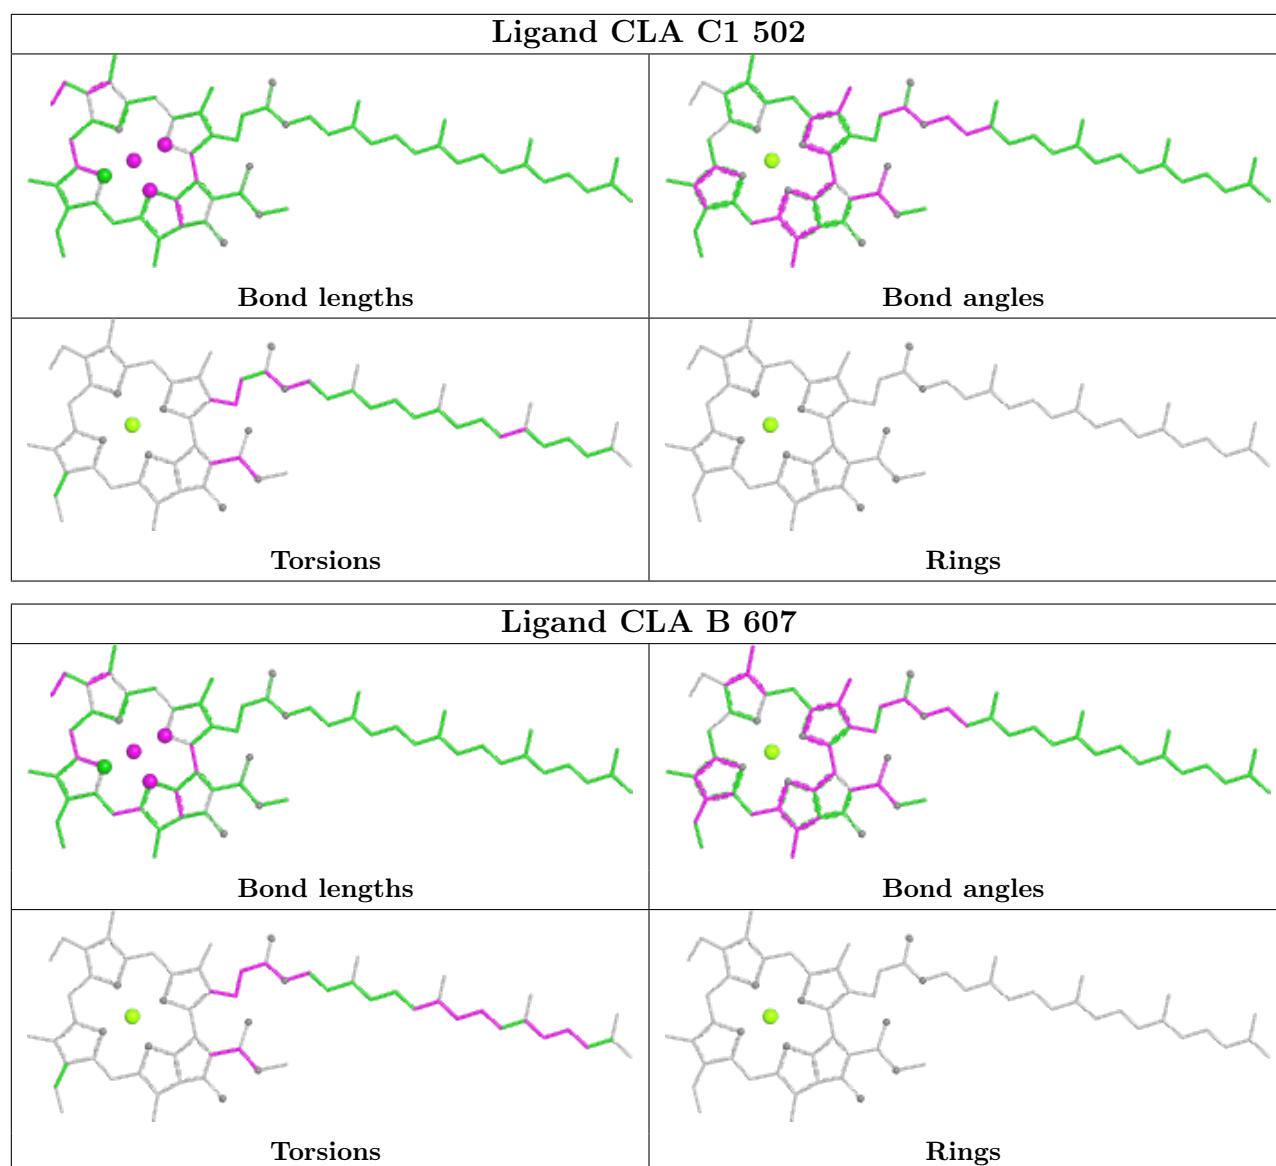 Ligand CLA C1 502
Bond lengths
Bond angles
Torsions
Rings
Ligand CLA B 607
Bond lengths
Bond angles
Torsions
Rings